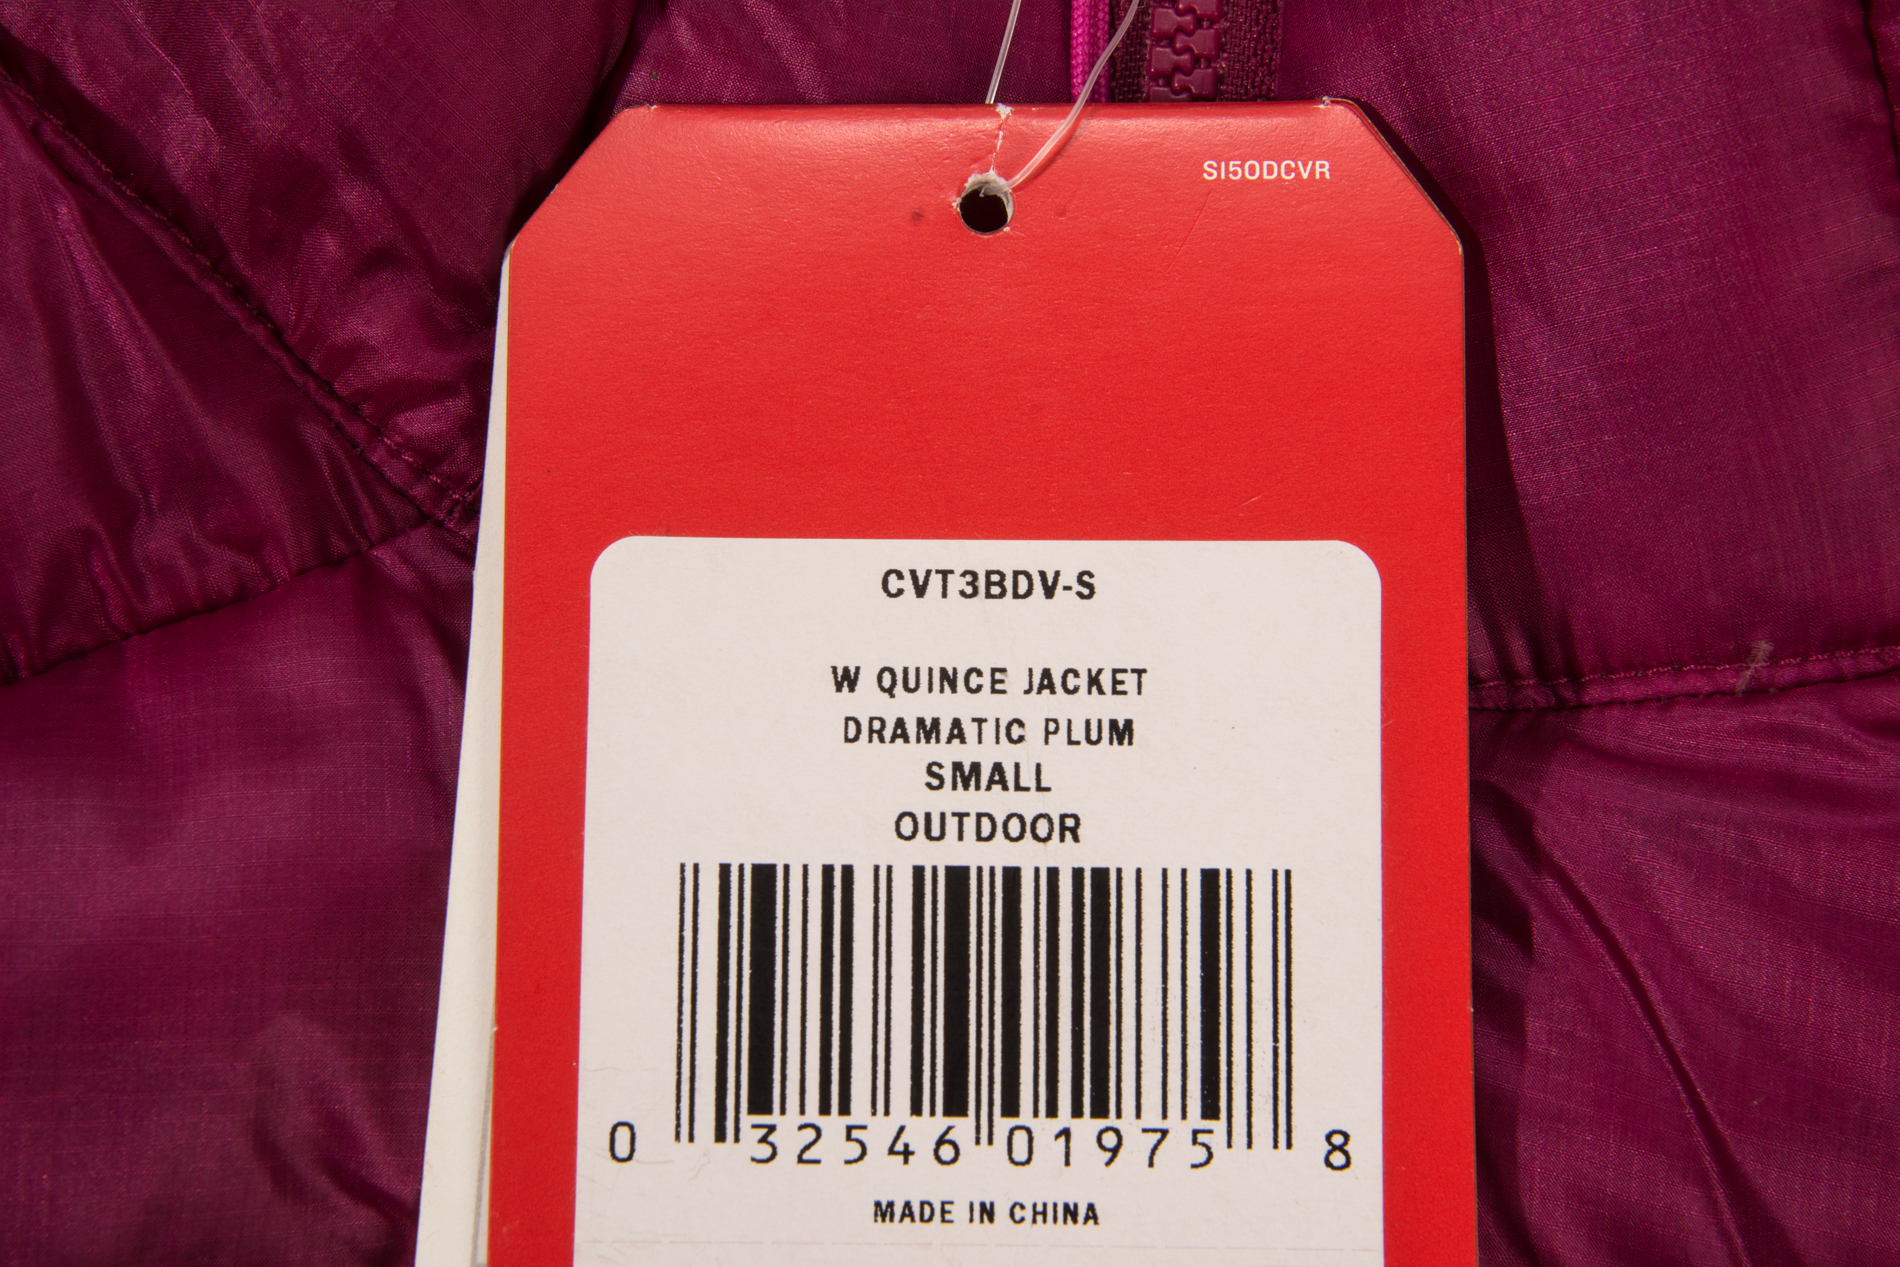 SI50DCVR
CVT3BDV-S
W QUINCE JACKET
DRAMATIC PLUM
SMALL
OUTDOOR
0 32546 01975 8
MADE IN CHINA